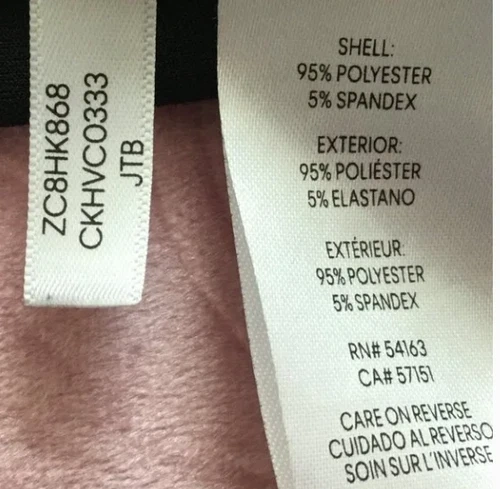 ZC8HK868
CKHVC0333
JTB
SHELL:
95% POLYESTER
5% SPANDEX
EXTERIOR:
95% POLIÉSTER
5% ELASTANO
EXTÉRIEUR:
95% POLYESTER
5% SPANDEX
RN# 54163
CA# 57151
CARE ON REVERSE
CUIDADO AL REVERSO
SOIN SUR L'INVERSE